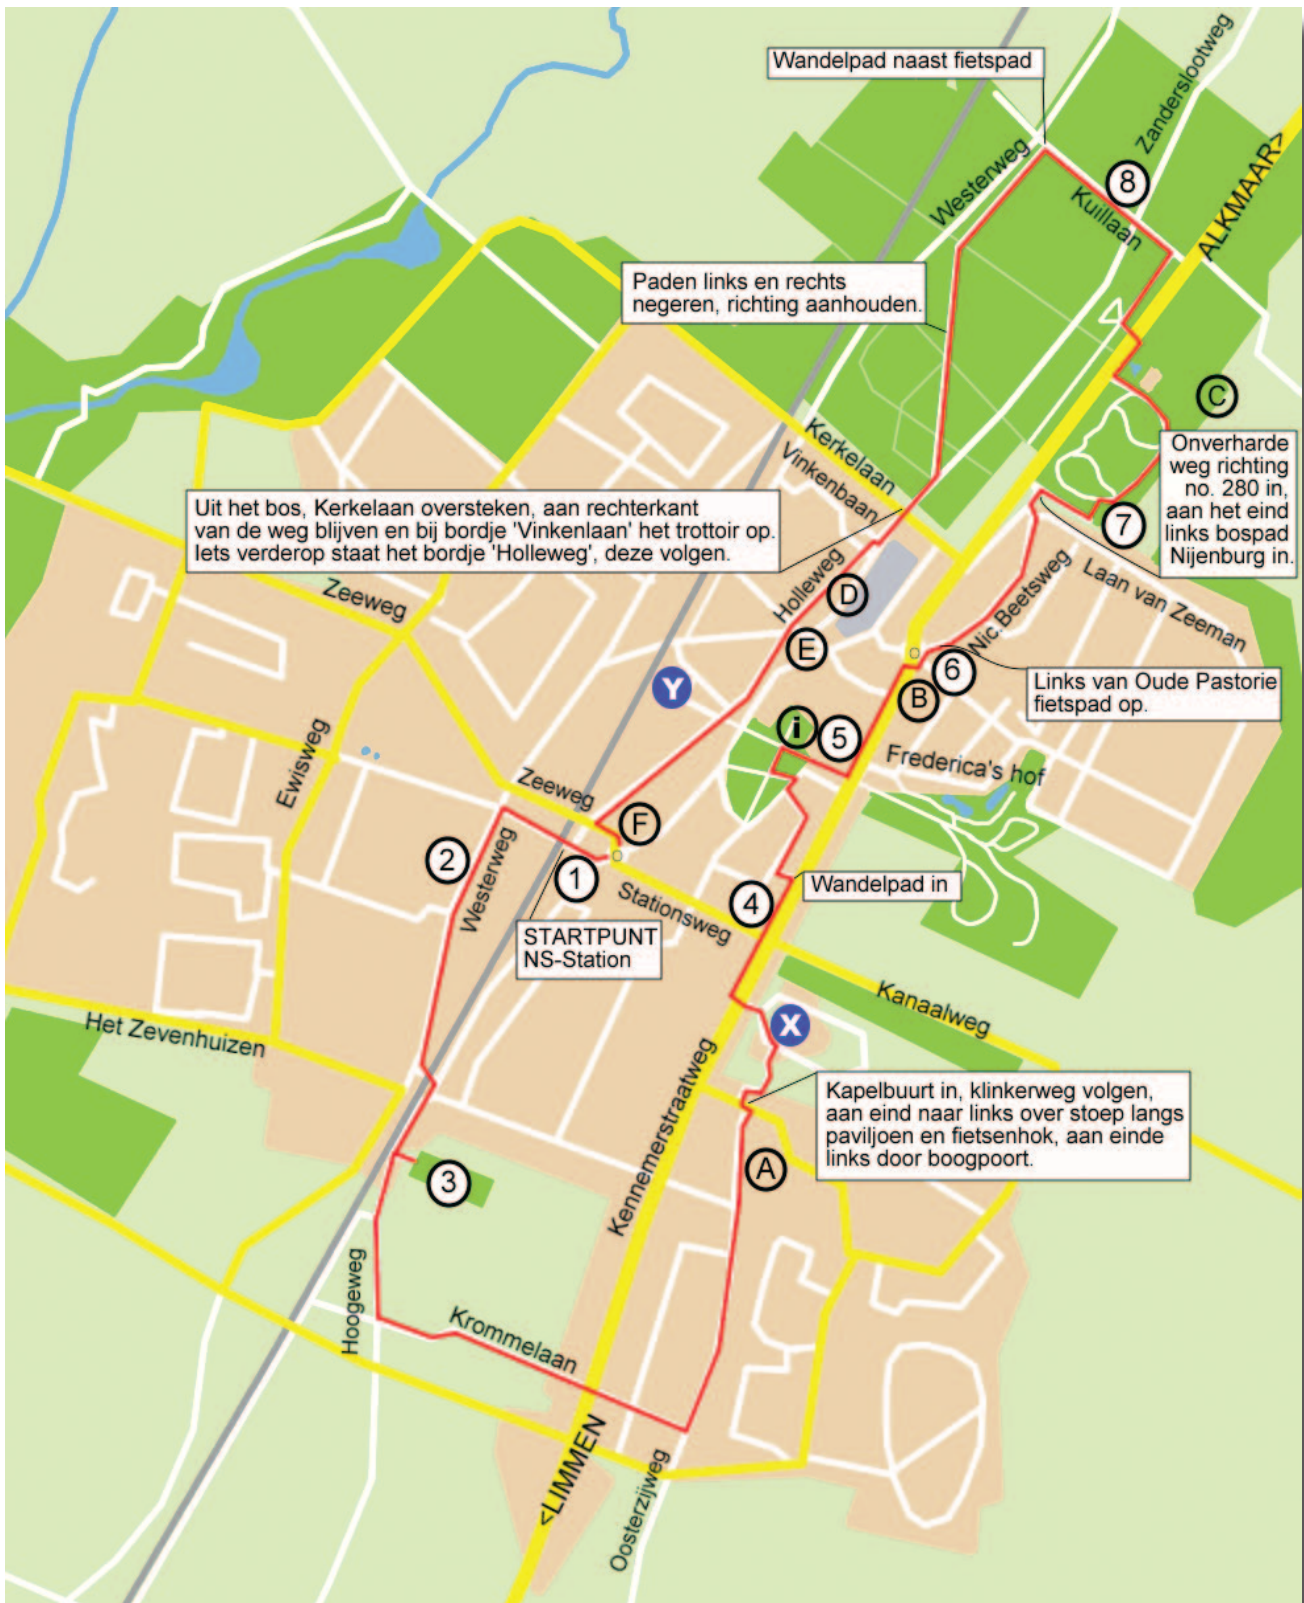 Wandelpad naast fietspad
Zanderslootweg
Westerweg
8
Kuillaan
ALKMAAR>
Paden links en rechts
negeren, richting aanhouden.
C
Kerkelaan
Vinkenbaan
Onverharde
weg richting
no. 280 in,
aan het eind
links bospad
Nijenburg in.
Uit het bos, Kerkelaan oversteken, aan rechterkant
van de weg blijven en bij bordje 'Vinkenlaan' het trottoir op.
Iets verderop staat het bordje 'Holleweg', deze volgen.
7
Zeeweg
Holleweg
D
Nic. Beetsweg
Laan van Zeeman
E
6
Y
B
Links van Oude Pastorie
fietspad op.
i
5
Ewisweg
Zeeweg
Frederica's hof
F
2
Westerweg
1
Stationsweg
4
Wandelpad in
STARTPUNT
NS-Station
Kanaalweg
Het Zevenhuizen
X
Kennemerstraatweg
Kapelbuurt in, klinkerweg volgen,
aan eind naar links over stoep langs
paviljoen en fietsenhok, aan einde
links door boogpoort.
A
3
Hoogeweg
Krommelaan
<LIMMEN
Oosterzijweg